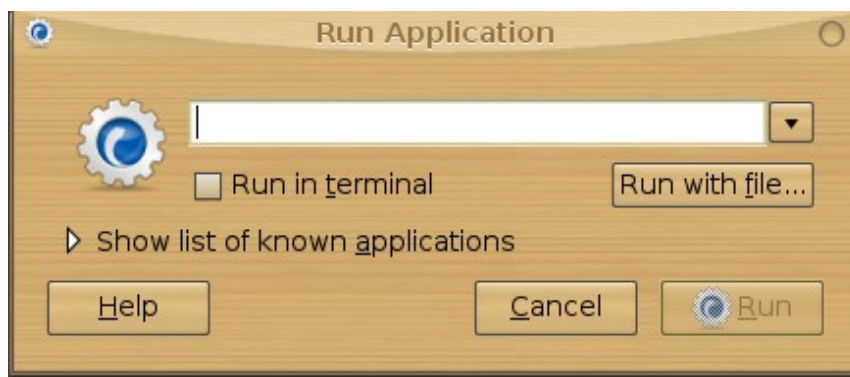 Run Application
Run in terminal
Run with file...
Show list of known applications
Help
Cancel
Run